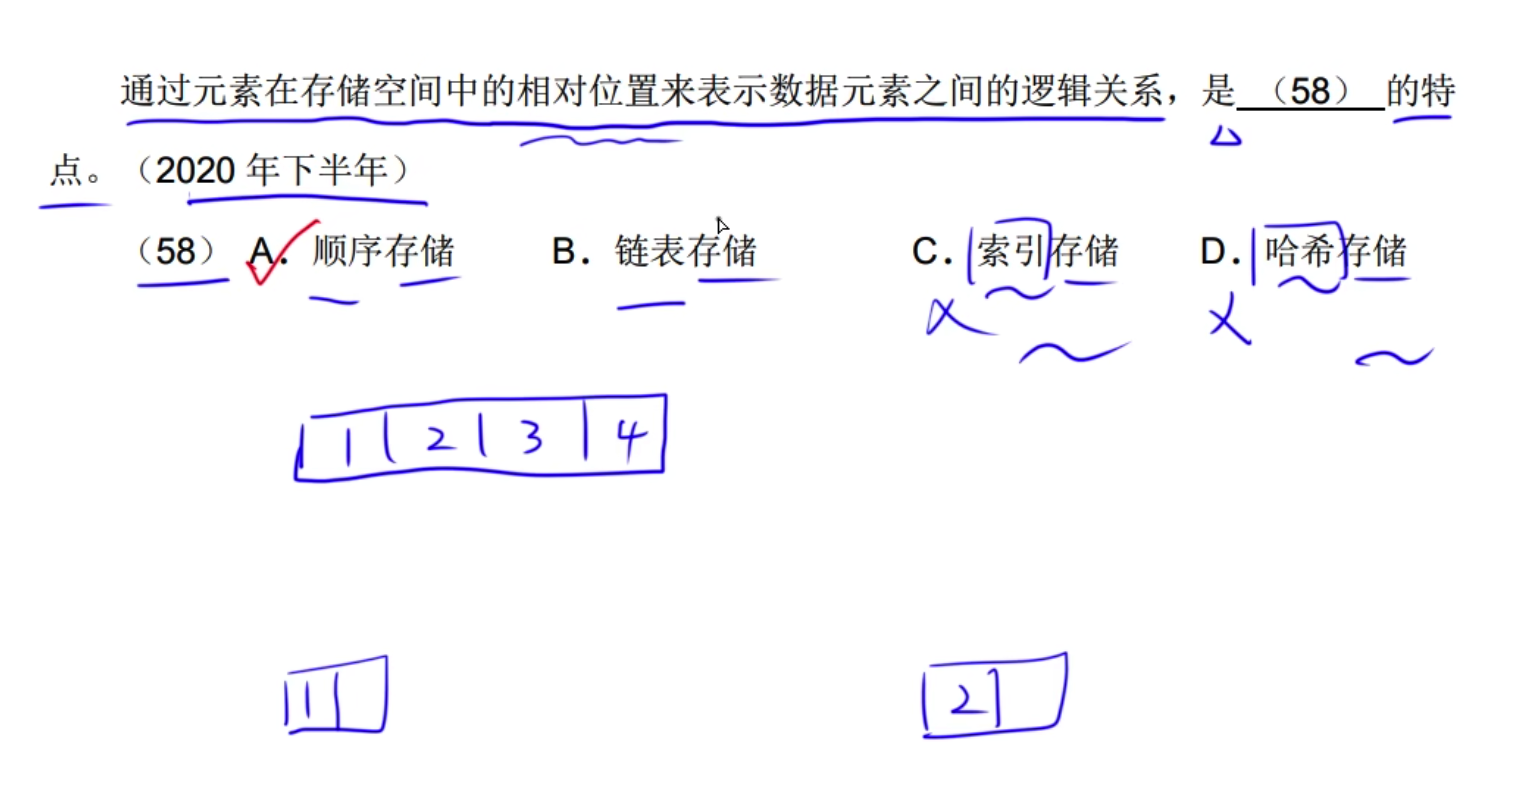 通过元素在存储空间中的相对位置来表示数据元素之间的逻辑关系，是 （58） 的特
点。（2020 年下半年）
（58） A. 顺序存储 B. 链表存储 C. 索引存储 D. 哈希存储
1 2 3 4
1 2